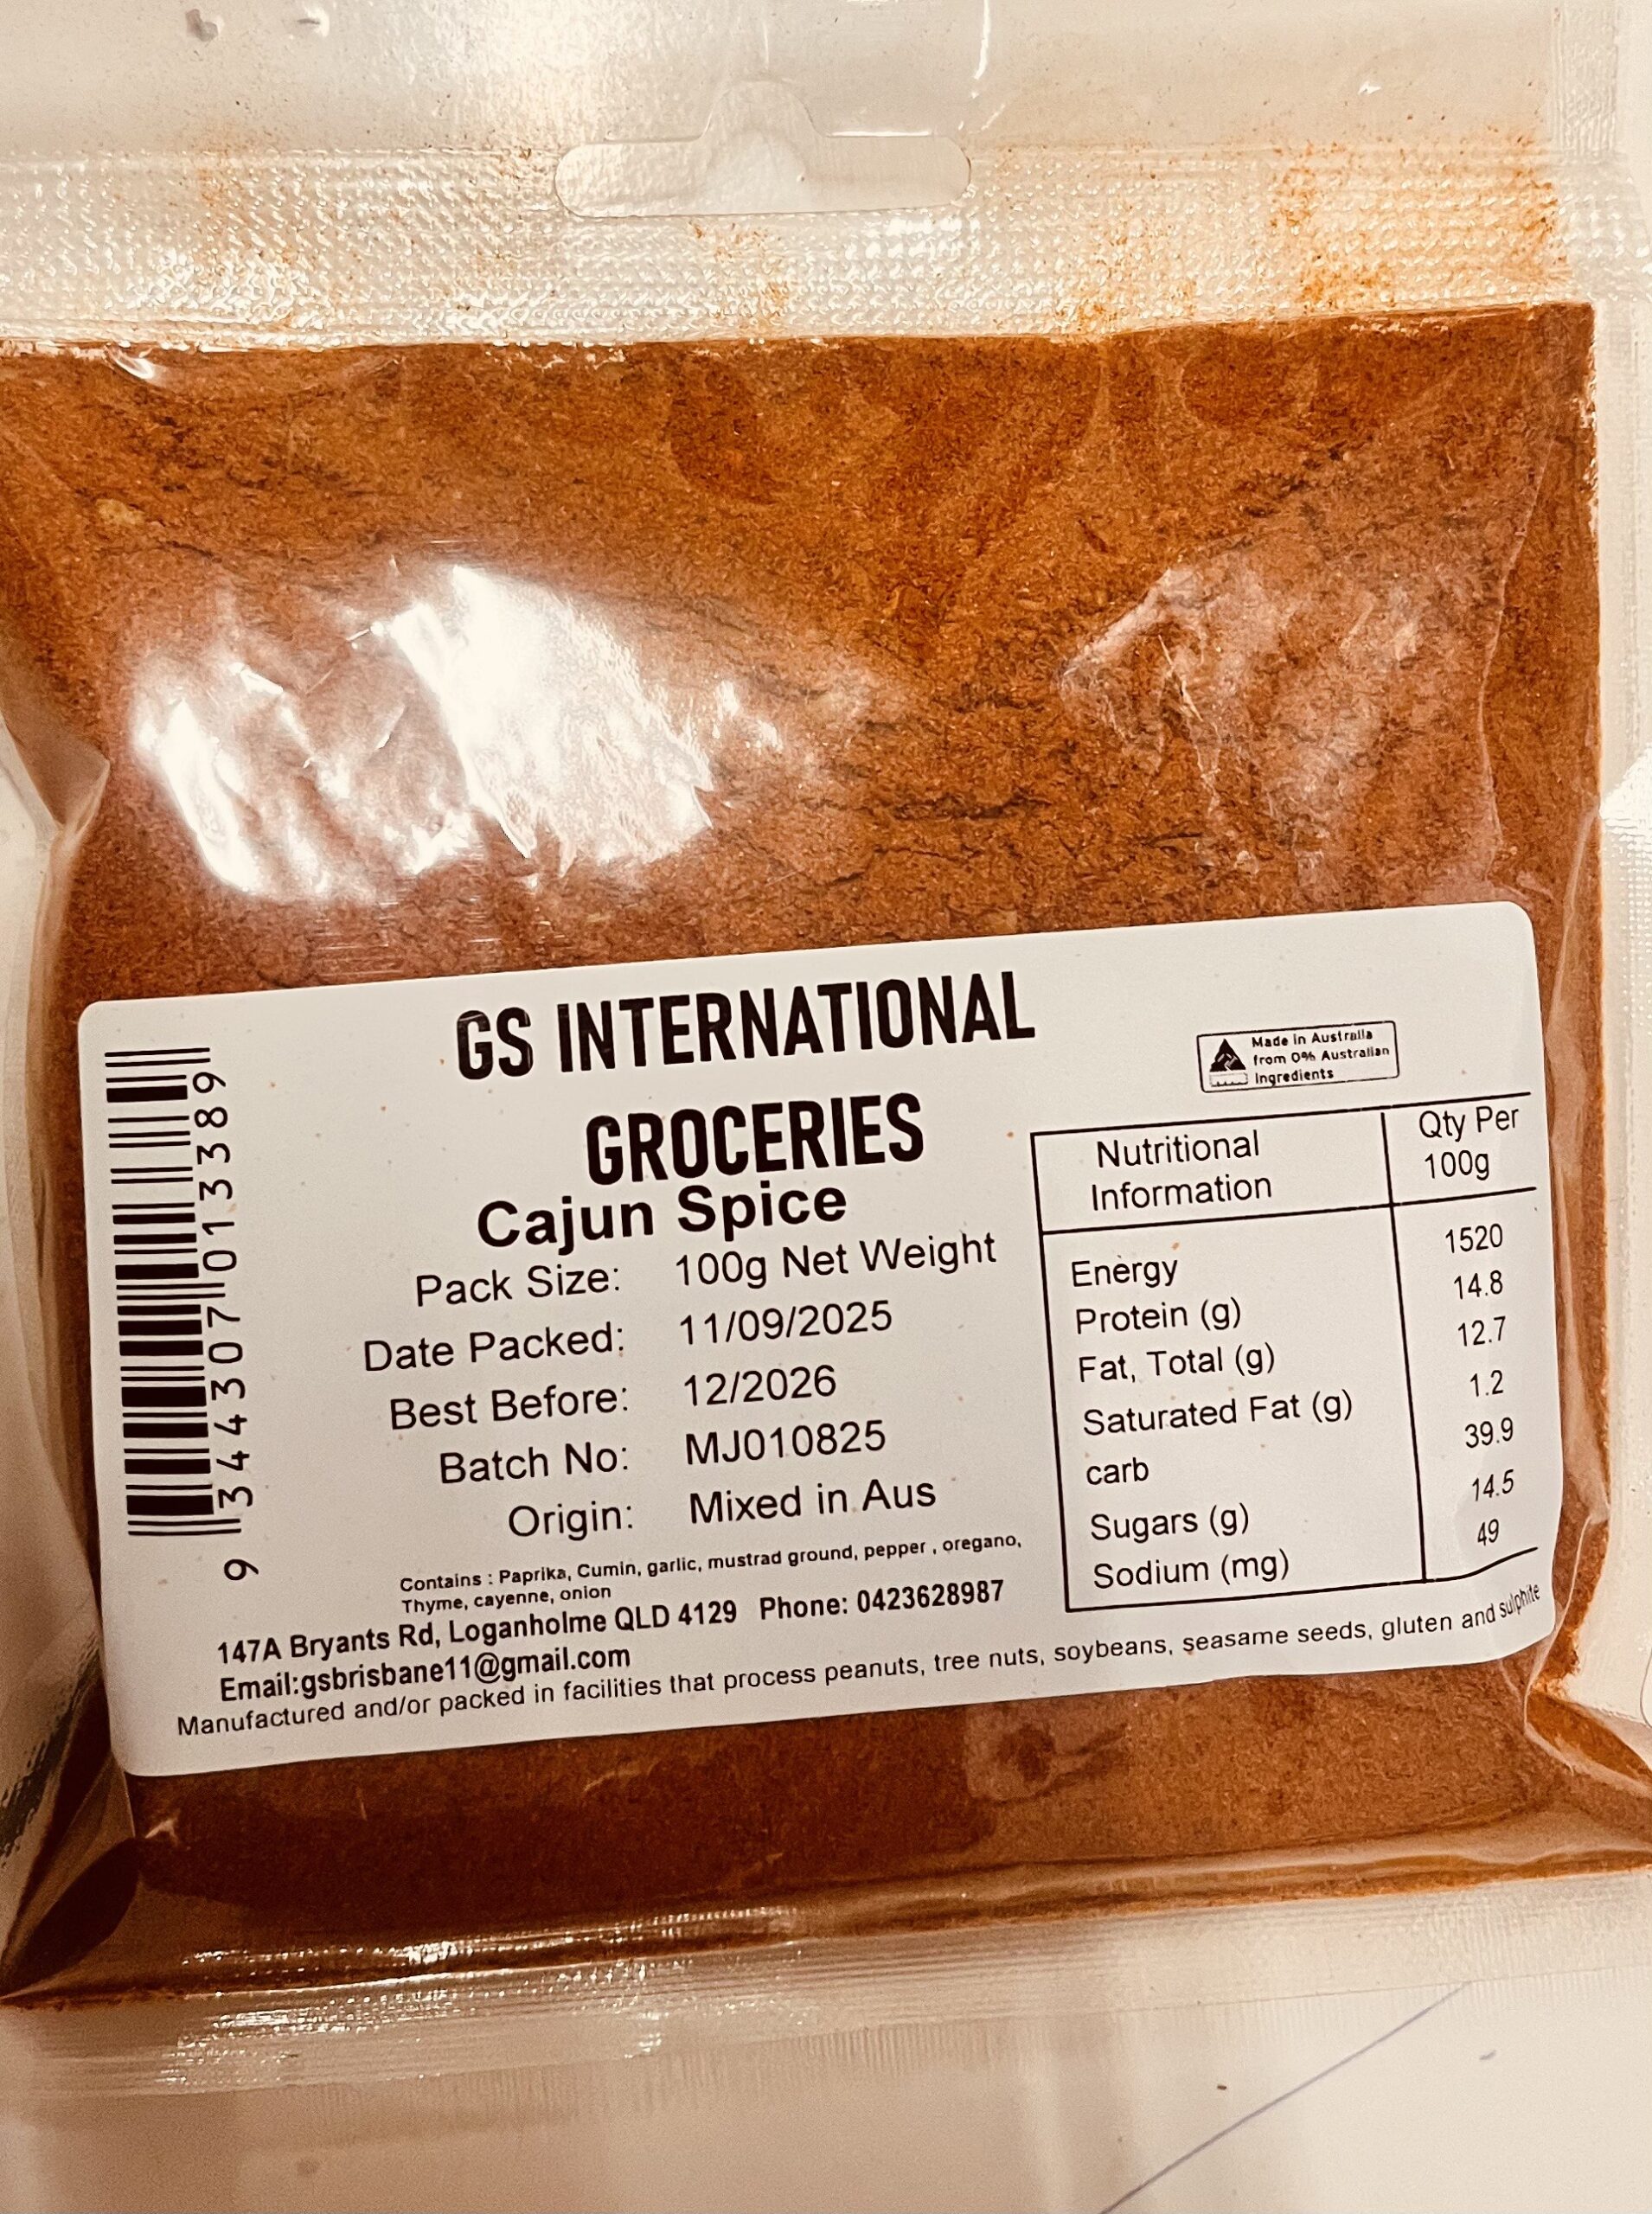 GS INTERNATIONAL
GROCERIES
Cajun Spice
Pack Size: 100g Net Weight
Date Packed: 11/09/2025
Best Before: 12/2026
Batch No: MJ010825
Origin: Mixed in Aus
Contains : Paprika, Cumin, garlic, mustrad ground, pepper , oregano,
Thyme, cayenne, onion
147A Bryants Rd, Loganholme QLD 4129 Phone: 0423628987
Email:gsbrisbane11@gmail.com
Manufactured and/or packed in facilities that process peanuts, tree nuts, soybeans, seasame seeds, gluten and sulphite
9 344307 013389
Made in Australia
from 0% Australian
Ingredients
Nutritional Information Qty Per 100g
Energy 1520
Protein (g) 14.8
Fat, Total (g) 12.7
Saturated Fat (g) 1.2
carb 39.9
Sugars (g) 14.5
Sodium (mg) 49